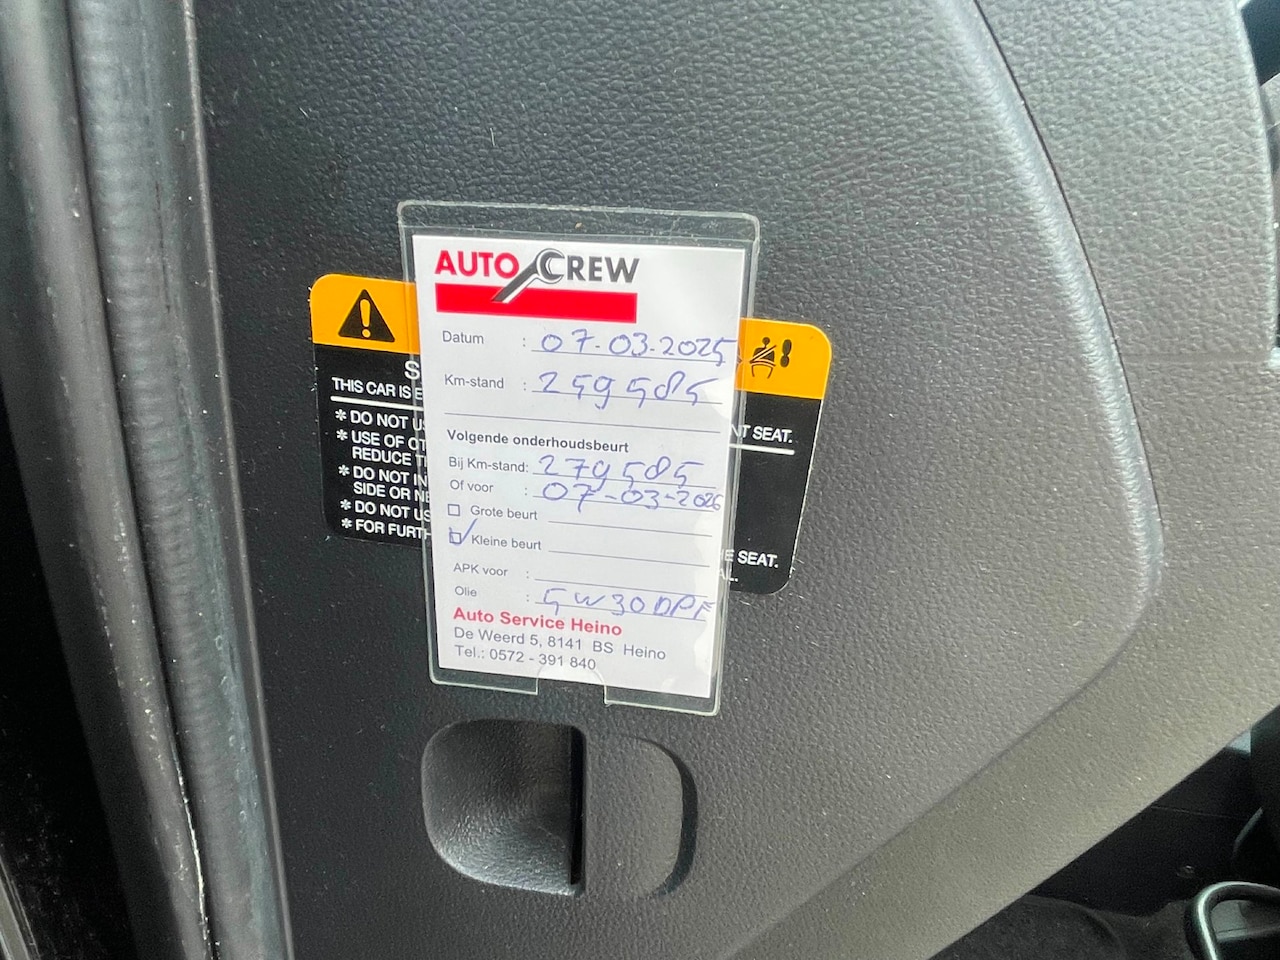 AUTO CREW
Datum : 07-03-2025
Km-stand : 259585
Volgende onderhoudsbeurt
Bij Km-stand: 279585
Of voor : 07-03-2026
Grote beurt
Kleine beurt
APK voor :
Olie : 5W30 DPF
Auto Service Heino
De Weerd 5, 8141 BS Heino
Tel.: 0572 - 391 840
S
THIS CAR IS E
* DO NOT U
* USE OF OT
REDUCE T
* DO NOT IN
SIDE OR NE
* DO NOT US
* FOR FURTH
NT SEAT.
E SEAT.
AL.